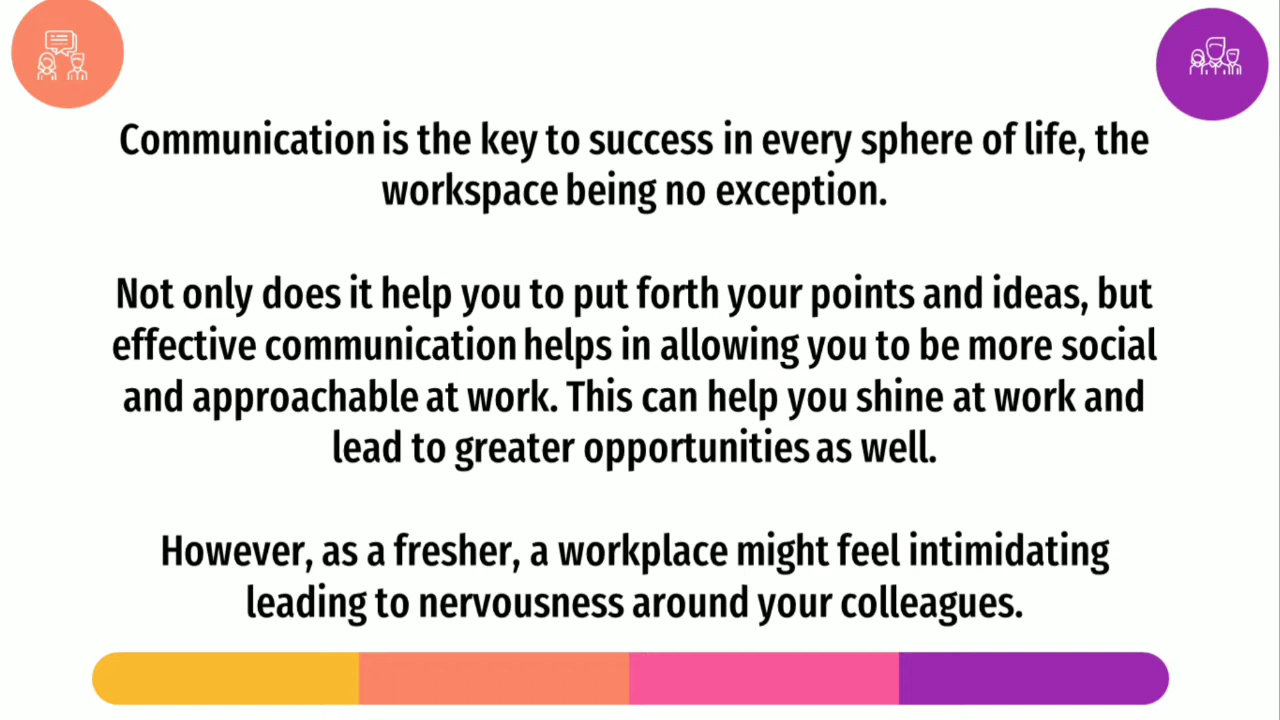 Communication is the key to success in every sphere of life, the
workspace being no exception.
Not only does it help you to put forth your points and ideas, but
effective communication helps in allowing you to be more social
and approachable at work. This can help you shine at work and
lead to greater opportunities as well.
However, as a fresher, a workplace might feel intimidating
leading to nervousness around your colleagues.